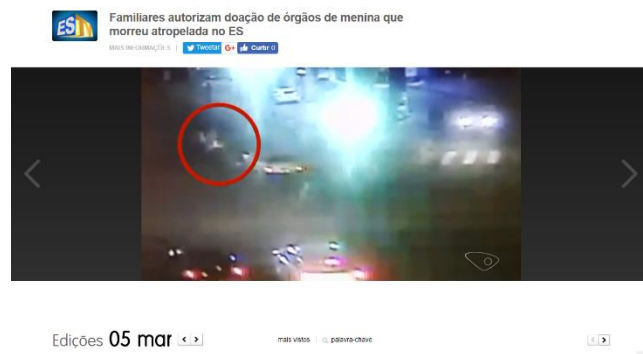 ES
Familiares autorizam doação de órgãos de menina que
morreu atropelada no ES
MAIS INFORMAÇÕES | Tweetar G+ Curtir 0
Edições 05 mar
mais vistos palavra-chave